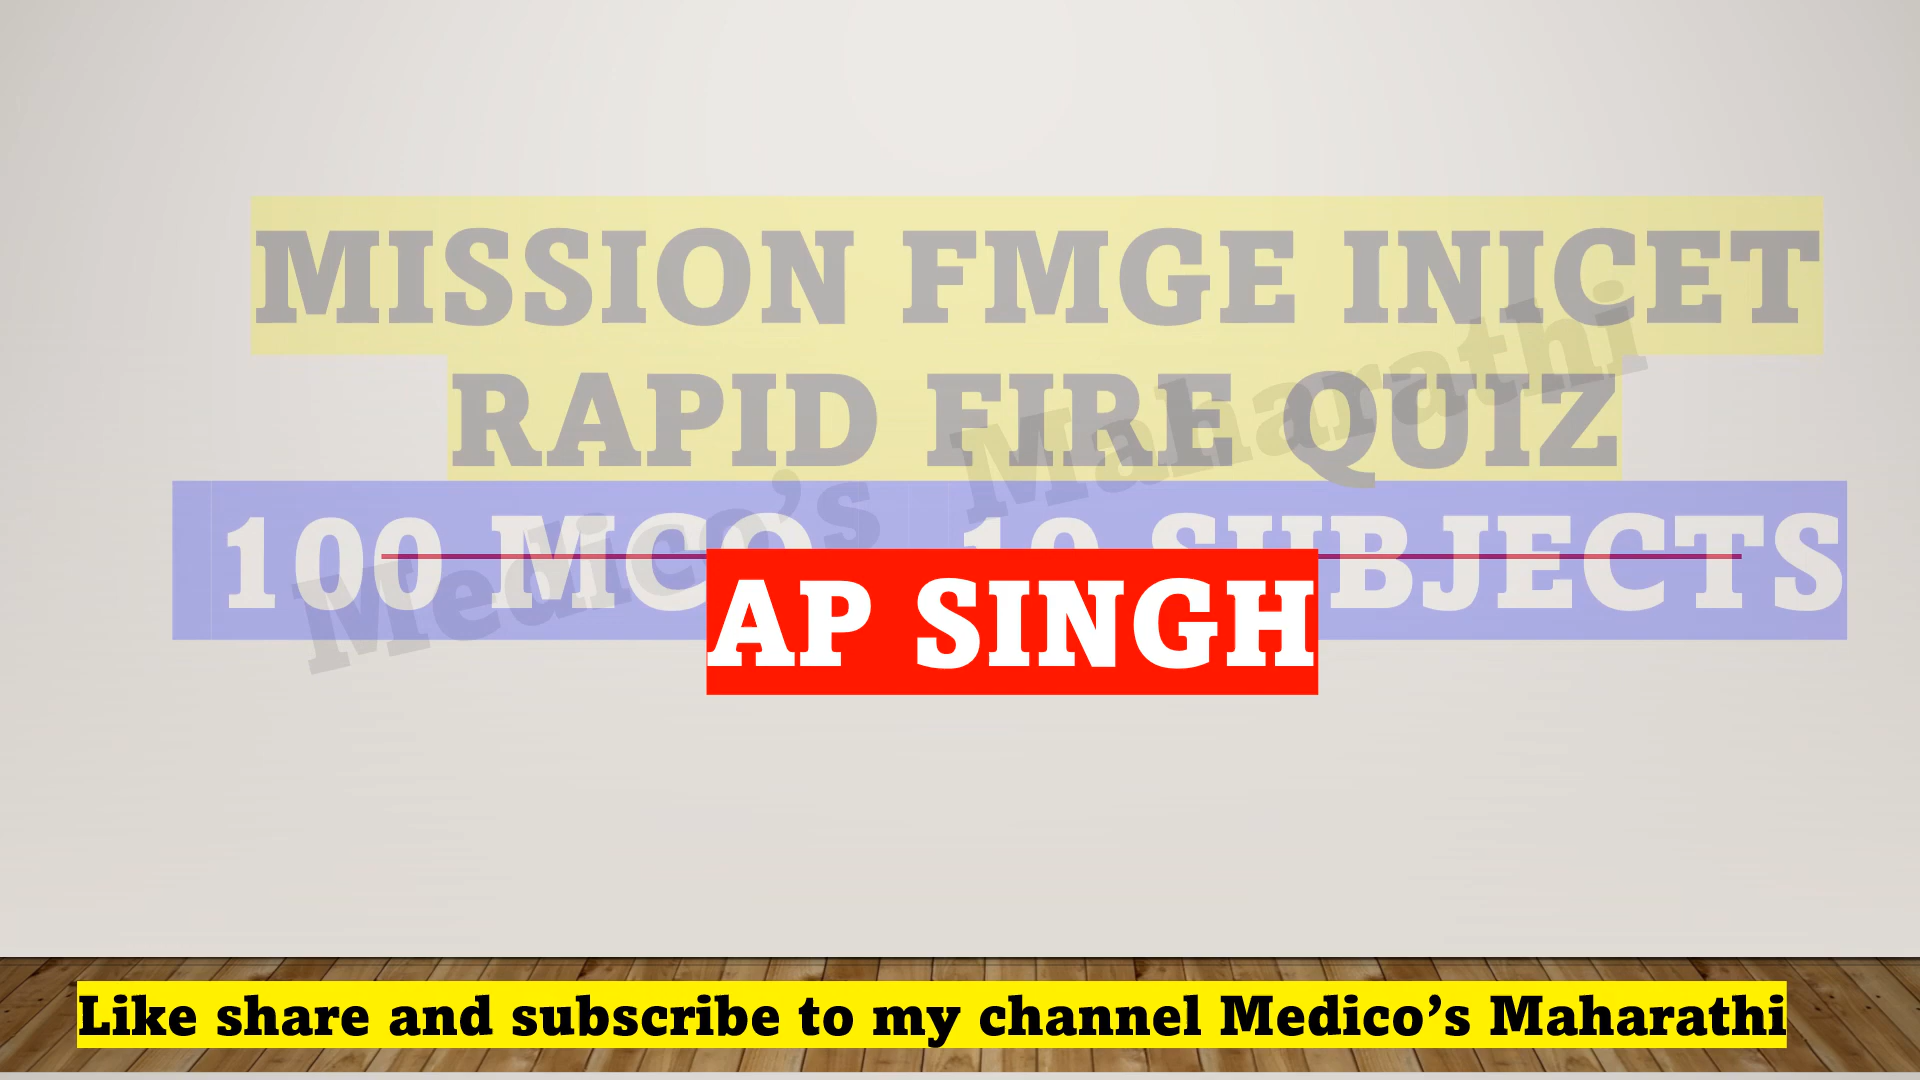 MISSION FMGE INICET
RAPID FIRE QUIZ
100 MCQ 19 SUBJECTS
AP SINGH
Medico’s Maharathi
Like share and subscribe to my channel Medico’s Maharathi